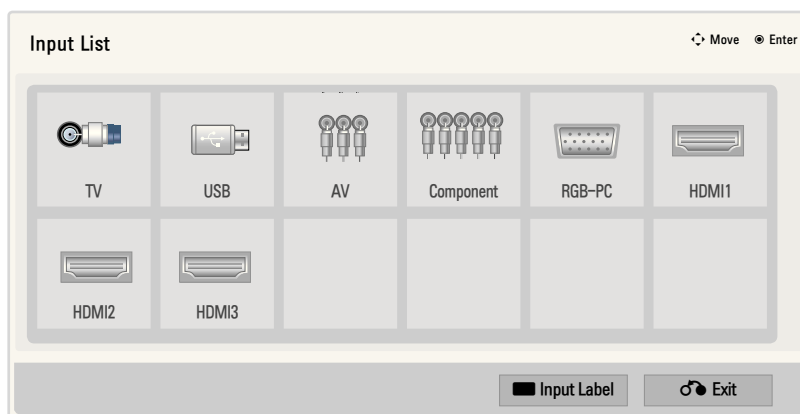 Input List
Move
Enter
TV
USB
AV
Component
RGB-PC
HDMI1
HDMI2
HDMI3
Input Label
Exit